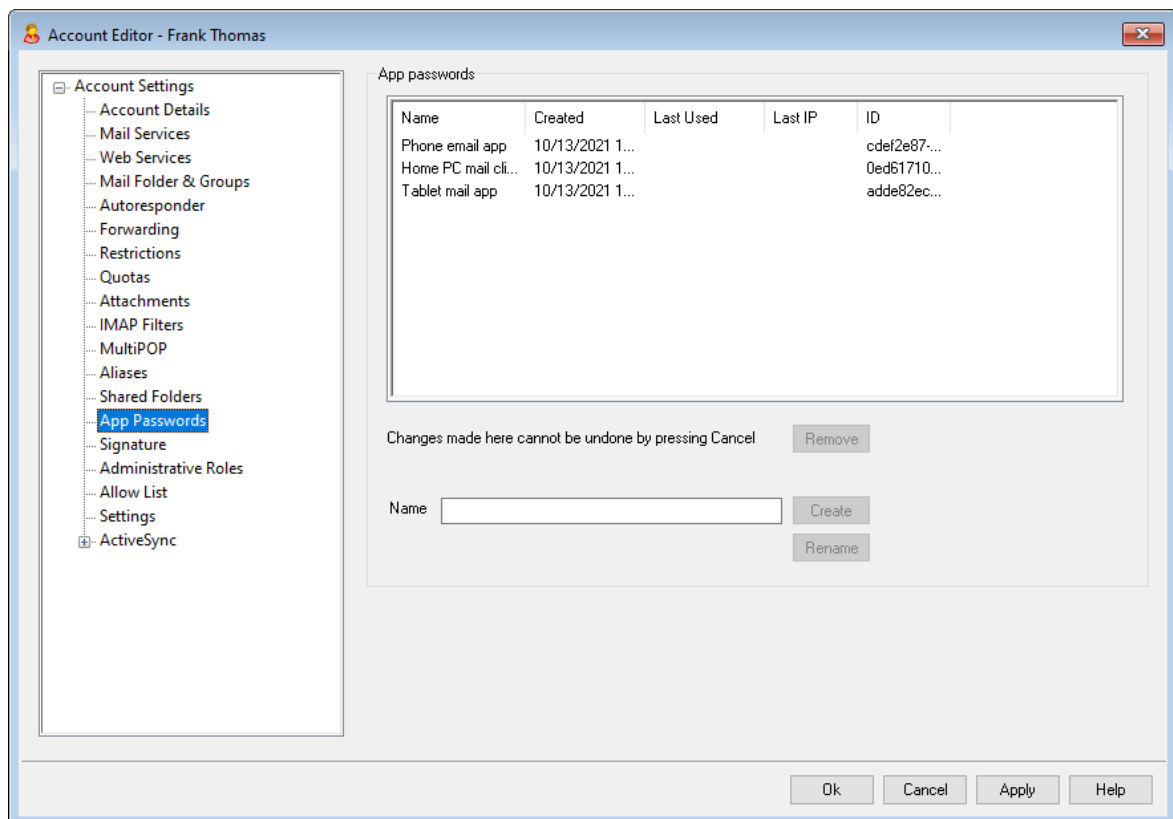 Account Editor - Frank Thomas
Account Settings
Account Details
Mail Services
Web Services
Mail Folder & Groups
Autoresponder
Forwarding
Restrictions
Quotas
Attachments
IMAP Filters
MultiPOP
Aliases
Shared Folders
App Passwords
Signature
Administrative Roles
Allow List
Settings
ActiveSync
App passwords
Name Created Last Used Last IP ID
Phone email app 10/13/2021 1... cdef2e87-...
Home PC mail cli... 10/13/2021 1... 0ed61710...
Tablet mail app 10/13/2021 1... adde82ec...
Changes made here cannot be undone by pressing Cancel Remove
Name Create
Rename
Ok Cancel Apply Help